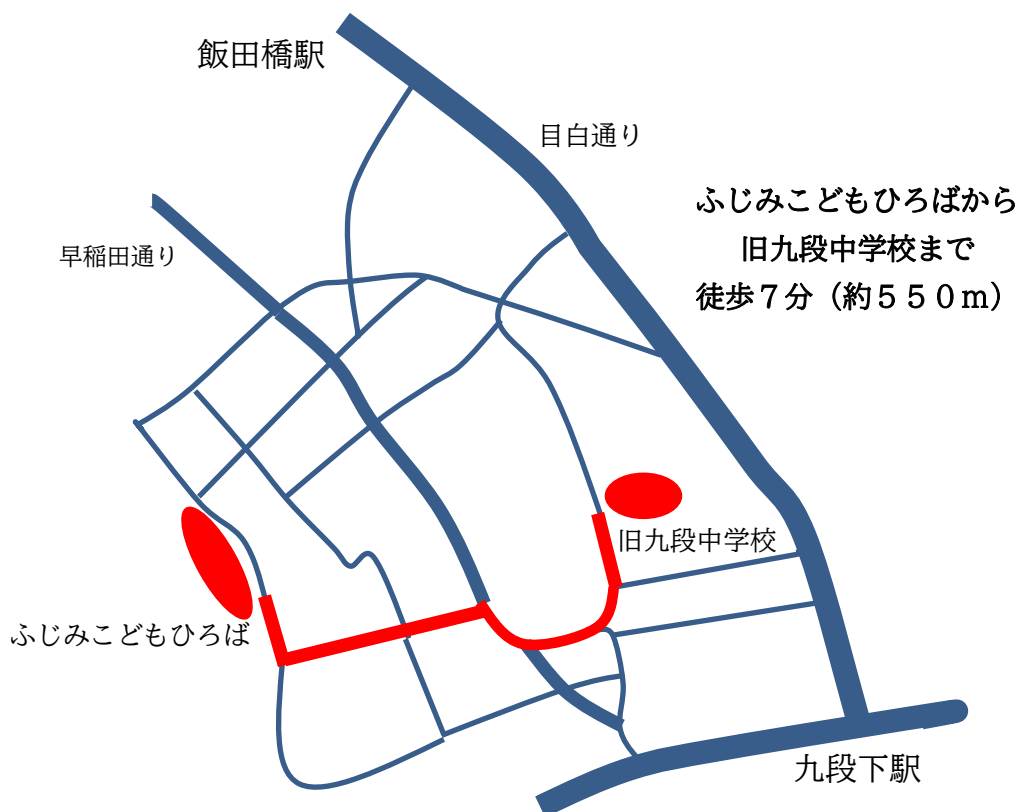 飯田橋駅
目白通り
ふじみこどもひろばから
旧九段中学校まで
徒歩７分（約５５０ｍ）
早稲田通り
旧九段中学校
ふじみこどもひろば
九段下駅